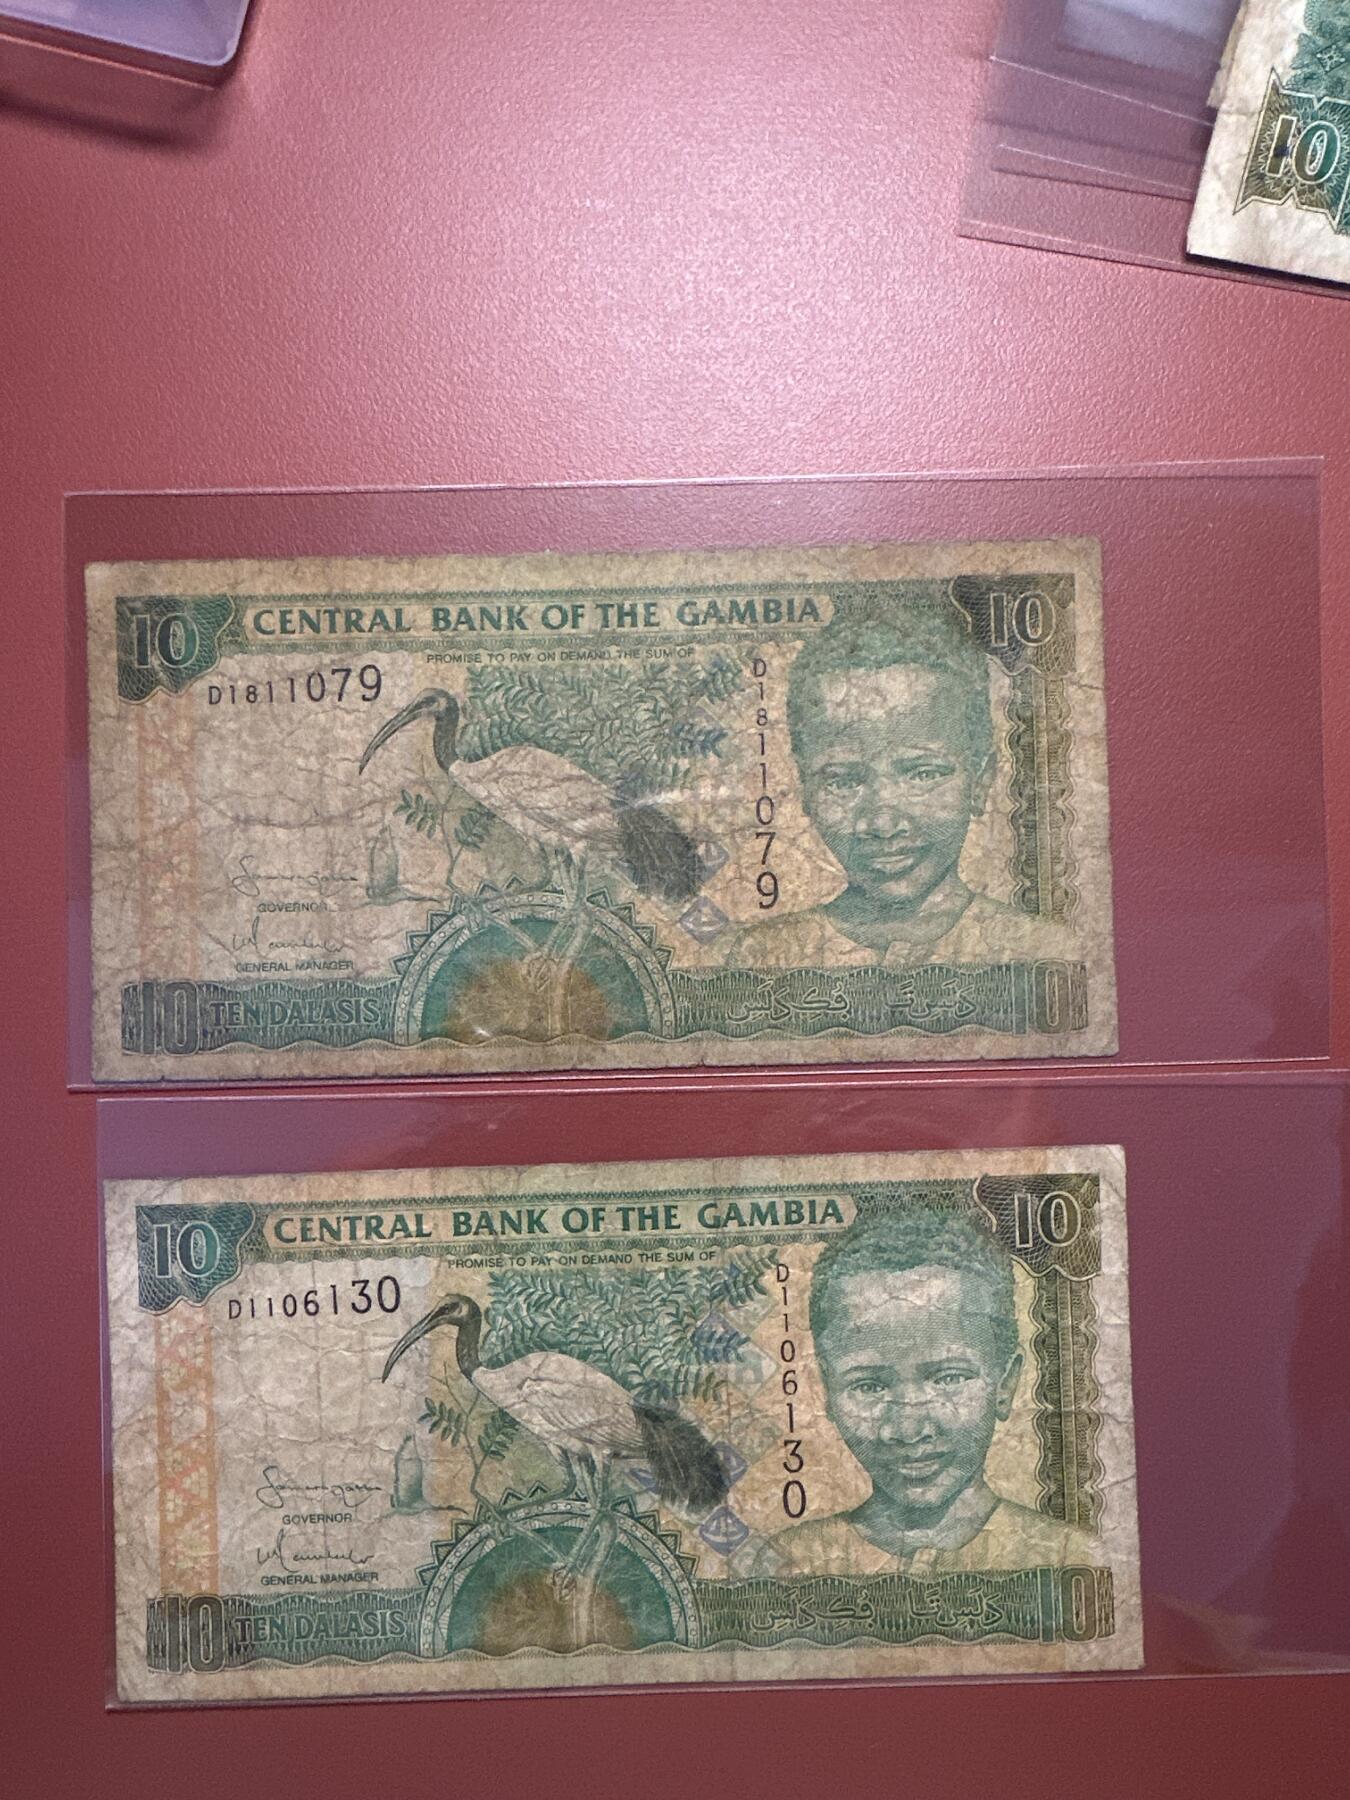 10
10 CENTRAL BANK OF THE GAMBIA 10
PROMISE TO PAY ON DEMAND THE SUM OF
D1811079
D1811079
GOVERNOR
GENERAL MANAGER
10 TEN DALASIS 10
10 CENTRAL BANK OF THE GAMBIA 10
PROMISE TO PAY ON DEMAND THE SUM OF
D1106130
D1106130
GOVERNOR
GENERAL MANAGER
10 TEN DALASIS 10